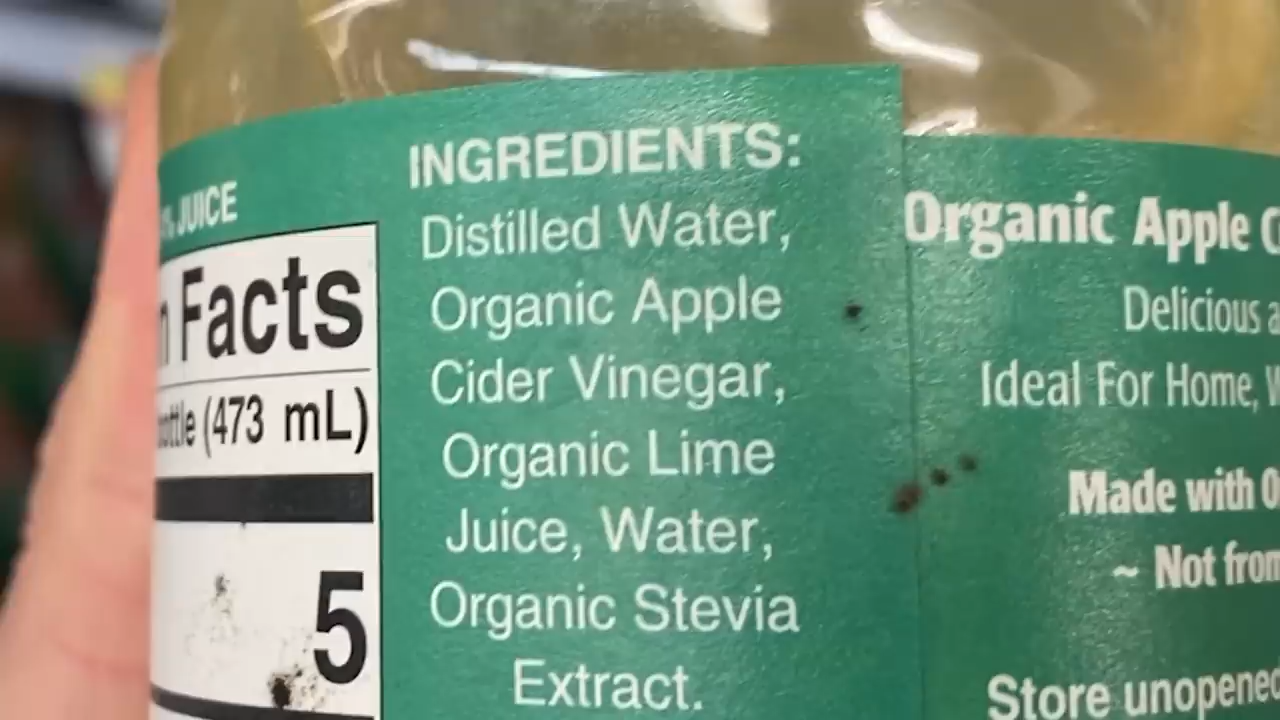 % JUICE
Facts
(473 mL)
5
INGREDIENTS:
Distilled Water,
Organic Apple
Cider Vinegar,
Organic Lime
Juice, Water,
Organic Stevia
Extract.
Organic Apple
Delicious
Ideal For Home,
Made with
~ Not from
Store unopened